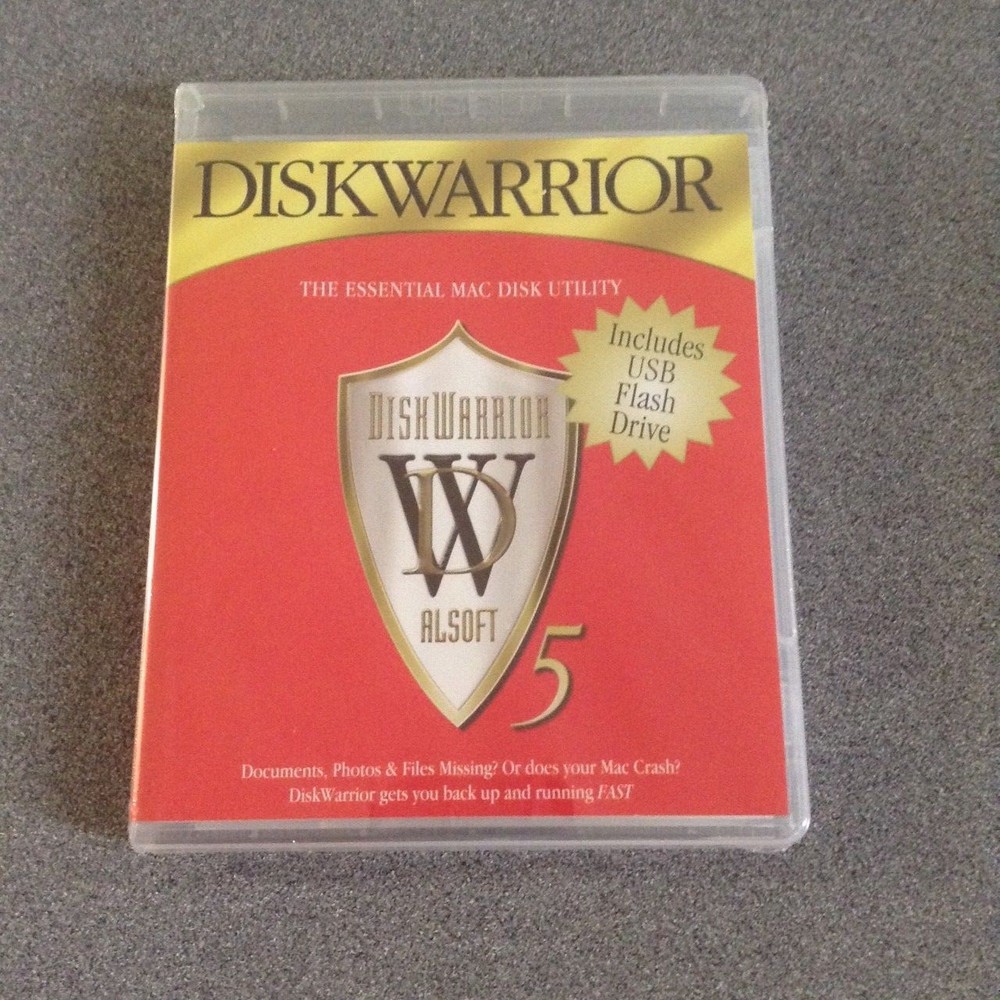 DISKWARRIOR
THE ESSENTIAL MAC DISK UTILITY
Includes
USB
Flash
Drive
DISKWARRIOR
DW
ALSOFT
5
Documents, Photos & Files Missing? Or does your Mac Crash?
DiskWarrior gets you back up and running FAST